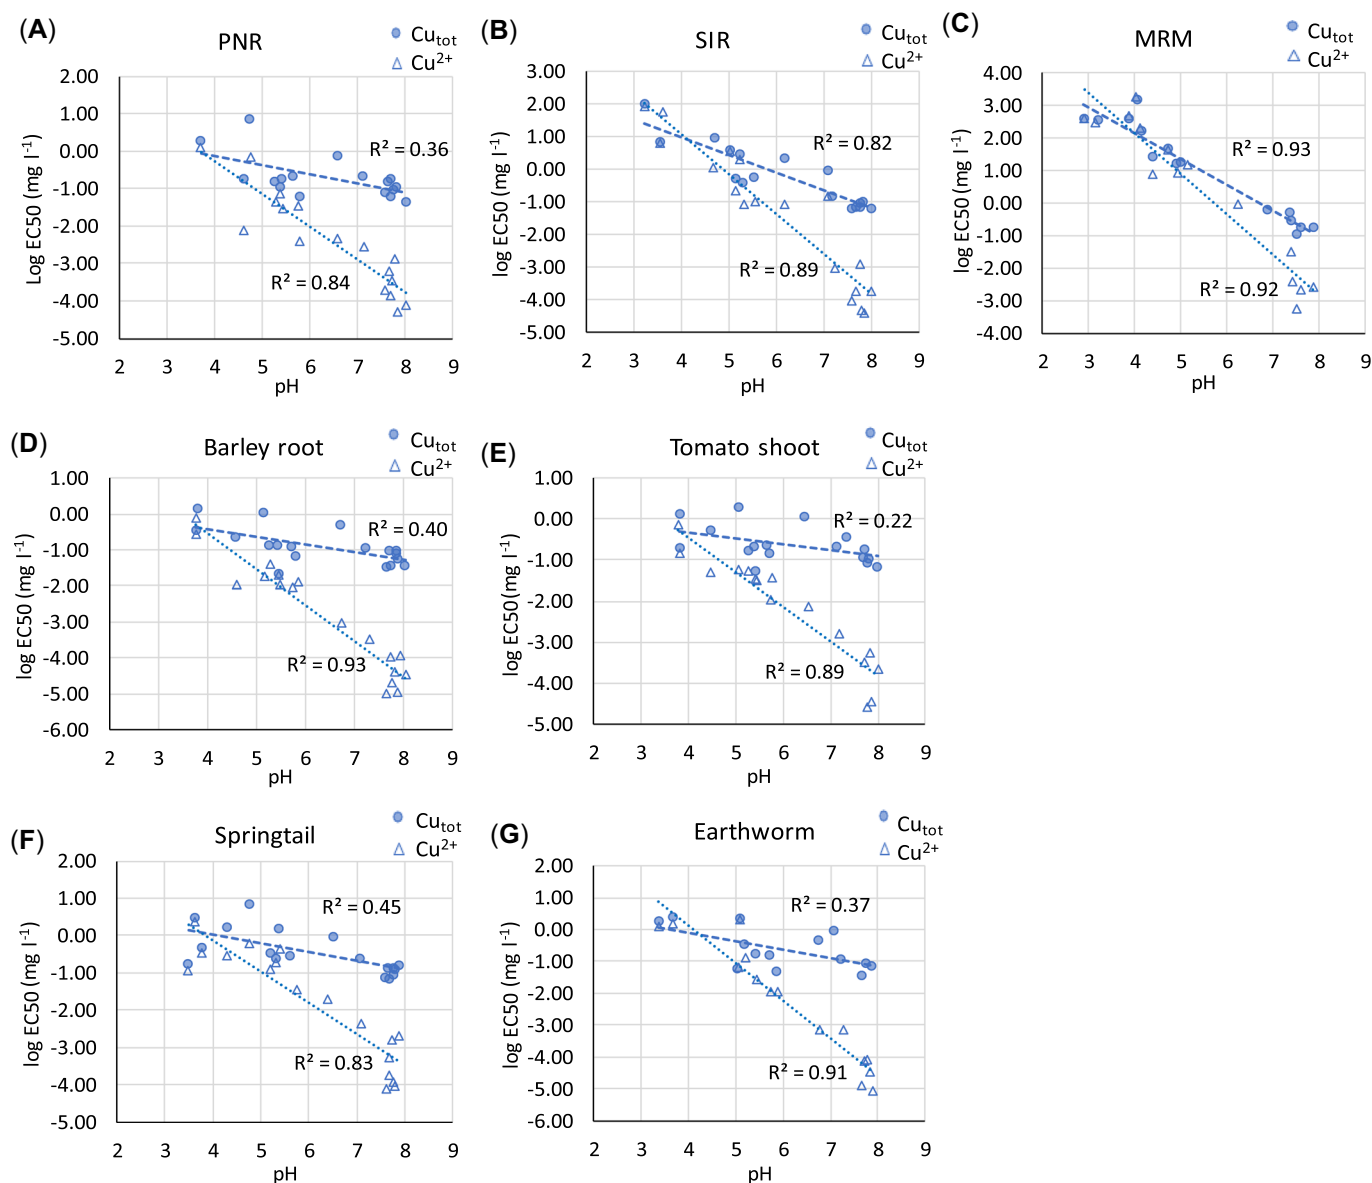 (A)
PNR
Cutot
Cu2+
2.00
1.00
0.00
-1.00
-2.00
-3.00
-4.00
-5.00
Log EC50 (mg l-1)
R² = 0.36
R² = 0.84
2 3 4 5 6 7 8 9
pH
(B)
SIR
Cutot
Cu2+
3.00
2.00
1.00
0.00
-1.00
-2.00
-3.00
-4.00
-5.00
log EC50 (mg l-1)
R² = 0.82
R² = 0.89
2 3 4 5 6 7 8 9
pH
(C)
MRM
Cutot
Cu2+
4.00
3.00
2.00
1.00
0.00
-1.00
-2.00
-3.00
-4.00
log EC50 (mg l-1)
R² = 0.93
R² = 0.92
2 3 4 5 6 7 8 9
pH
(D)
Barley root
Cutot
Cu2+
1.00
0.00
-1.00
-2.00
-3.00
-4.00
-5.00
-6.00
log EC50 (mg l-1)
R² = 0.40
R² = 0.93
2 3 4 5 6 7 8 9
pH
(E)
Tomato shoot
Cutot
Cu2+
1.00
0.00
-1.00
-2.00
-3.00
-4.00
-5.00
log EC50 (mg l-1)
R² = 0.22
R² = 0.89
2 3 4 5 6 7 8 9
pH
(F)
Springtail
Cutot
Cu2+
2.00
1.00
0.00
-1.00
-2.00
-3.00
-4.00
-5.00
log EC50 (mg l-1)
R² = 0.45
R² = 0.83
2 3 4 5 6 7 8 9
pH
(G)
Earthworm
Cutot
Cu2+
2.00
1.00
0.00
-1.00
-2.00
-3.00
-4.00
-5.00
-6.00
log EC50 (mg l-1)
R² = 0.37
R² = 0.91
2 3 4 5 6 7 8 9
pH